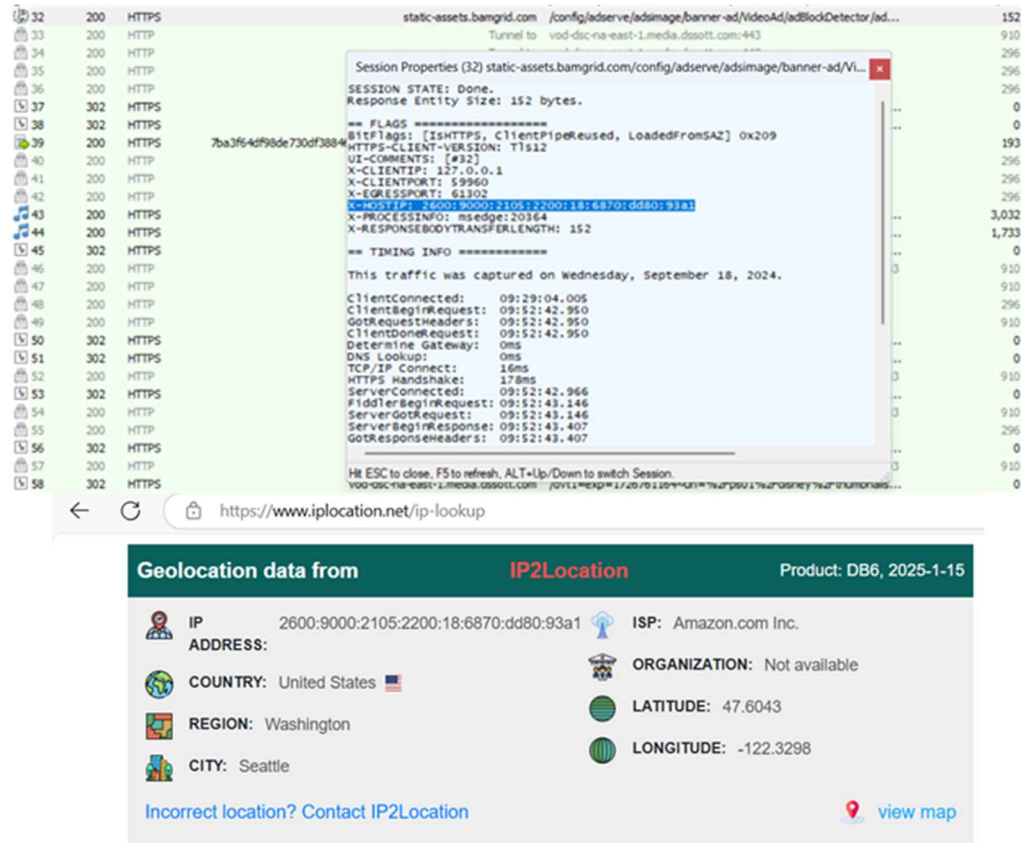 32 200 HTTPS static-assets.bamgrid.com /config/adserve/adsimage/banner-ad/VideoAd/adBlockDetector/ad... 152
33 200 HTTP Tunnel to vod-dsc-na-east-1.media.dssott.com:443 910
34 200 HTTP 296
35 200 HTTP 296
36 200 HTTP 296
37 302 HTTPS 0
38 302 HTTPS 0
39 200 HTTPS 193
40 200 HTTP 296
41 200 HTTP 296
42 200 HTTP 296
43 200 HTTPS 3,032
44 200 HTTPS 1,733
45 302 HTTPS 0
46 200 HTTP 910
47 200 HTTP 910
48 200 HTTP 296
49 200 HTTP 910
50 302 HTTPS 0
51 302 HTTPS 0
52 200 HTTP 910
53 302 HTTPS 0
54 200 HTTP 910
55 200 HTTP 296
56 302 HTTPS 0
57 200 HTTP 910
58 302 HTTPS 0
Session Properties (32) static-assets.bamgrid.com/config/adserve/adsimage/banner-ad/Vi...
SESSION STATE: Done.
Response Entity Size: 152 bytes.
== FLAGS ==================
BitFlags: [IsHTTPS, ClientPipeReused, LoadedFromSAZ] 0x209
HTTPS-CLIENT-VERSION: Tls12
UI-COMMENTS: [#32]
X-CLIENTIP: 127.0.0.1
X-CLIENTPORT: 59960
X-EGRESSPORT: 61302
X-HOSTIP: 2600:9000:2105:2200:18:6870:dd80:93a1
X-PROCESSINFO: msedge:20364
X-RESPONSEBODYTRANSFERLENGTH: 152
== TIMING INFO ============
This traffic was captured on Wednesday, September 18, 2024.
ClientConnected: 09:29:04.005
ClientBeginRequest: 09:52:42.950
GotRequestHeaders: 09:52:42.950
ClientDoneRequest: 09:52:42.950
Determine Gateway: 0ms
DNS Lookup: 0ms
TCP/IP Connect: 16ms
HTTPS Handshake: 178ms
ServerConnected: 09:52:42.966
FiddlerBeginRequest: 09:52:43.146
ServerGotRequest: 09:52:43.146
ServerBeginResponse: 09:52:43.407
GotResponseHeaders: 09:52:43.407
Hit ESC to close, F5 to refresh, ALT+Up/Down to switch Session.
https://www.iplocation.net/ip-lookup
Geolocation data from IP2Location Product: DB6, 2025-1-15
IP ADDRESS: 2600:9000:2105:2200:18:6870:dd80:93a1
COUNTRY: United States
REGION: Washington
CITY: Seattle
ISP: Amazon.com Inc.
ORGANIZATION: Not available
LATITUDE: 47.6043
LONGITUDE: -122.3298
Incorrect location? Contact IP2Location
view map